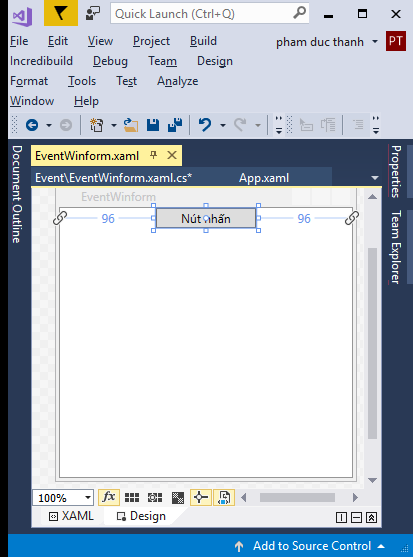 Quick Launch (Ctrl+Q)
File Edit View Project Build
pham duc thanh
PT
Incredibuild Debug Team Design
Format Tools Test Analyze
Window Help
Document Outline
EventWinform.xaml
Event\EventWinform.xaml.cs* App.xaml
EventWinform
96 Nút nhấn 96
Properties
Team Explorer
100% fx
XAML Design
Add to Source Control